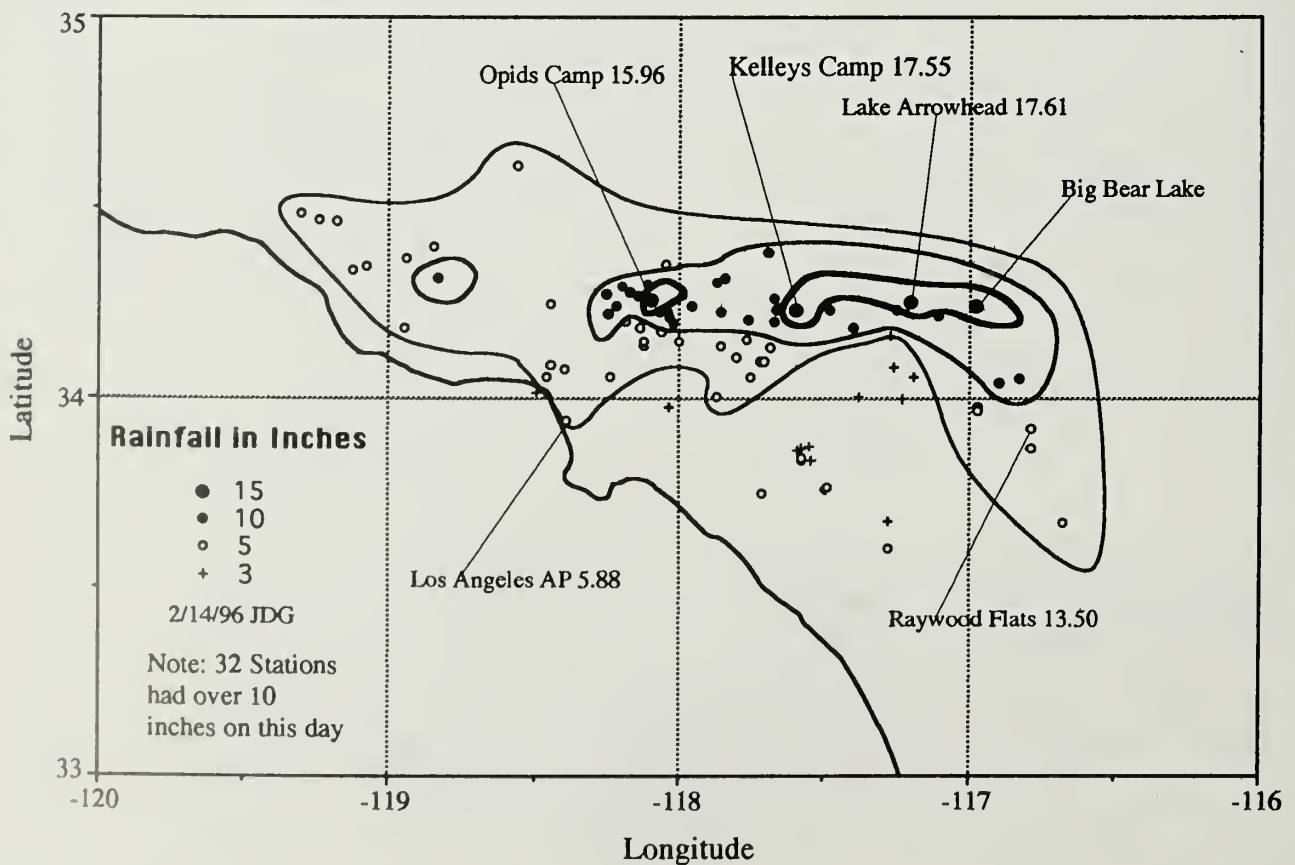 35
Opids Camp 15.96
Kelleys Camp 17.55
Lake Arrowhead 17.61
Big Bear Lake
Latitude
34
Rainfall in Inches
15
10
5
3
2/14/96 JDG
Note: 32 Stations
had over 10
inches on this day
Los Angeles AP 5.88
Raywood Flats 13.50
33
-120
-119
-118
-117
-116
Longitude